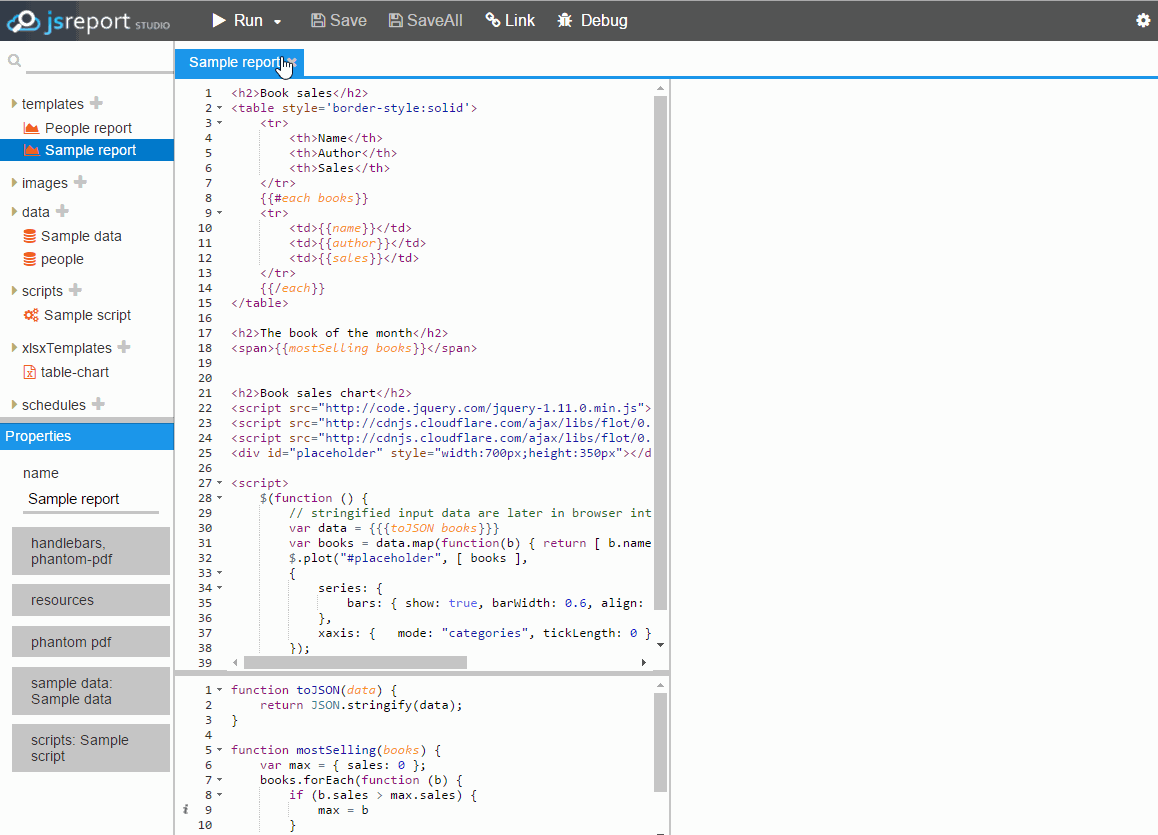 jsreport STUDIO
Run Save SaveAll Link Debug
Sample report
templates
People report
Sample report
images
data
Sample data
people
scripts
Sample script
xlsxTemplates
table-chart
schedules
Properties
name
Sample report
handlebars,
phantom-pdf
resources
phantom pdf
sample data:
Sample data
scripts: Sample
script
1 <h2>Book sales</h2>
2 <table style='border-style:solid'>
3 <tr>
4 <th>Name</th>
5 <th>Author</th>
6 <th>Sales</th>
7 </tr>
8 {{#each books}}
9 <tr>
10 <td>{{name}}</td>
11 <td>{{author}}</td>
12 <td>{{sales}}</td>
13 </tr>
14 {{/each}}
15 </table>
16
17 <h2>The book of the month</h2>
18 <span>{{mostSelling books}}</span>
19
20
21 <h2>Book sales chart</h2>
22 <script src="http://code.jquery.com/jquery-1.11.0.min.js">
23 <script src="http://cdnjs.cloudflare.com/ajax/libs/flot/0.
24 <script src="http://cdnjs.cloudflare.com/ajax/libs/flot/0.
25 <div id="placeholder" style="width:700px;height:350px"></d
26
27 <script>
28 $(function () {
29 // stringified input data are later in browser int
30 var data = {{{toJSON books}}}
31 var books = data.map(function(b) { return [ b.name
32 $.plot("#placeholder", [ books ],
33 {
34 series: {
35 bars: { show: true, barWidth: 0.6, align:
36 },
37 xaxis: { mode: "categories", tickLength: 0 }
38 });
39
1 function toJSON(data) {
2 return JSON.stringify(data);
3 }
4
5 function mostSelling(books) {
6 var max = { sales: 0 };
7 books.forEach(function (b) {
8 if (b.sales > max.sales) {
9 max = b
10 }